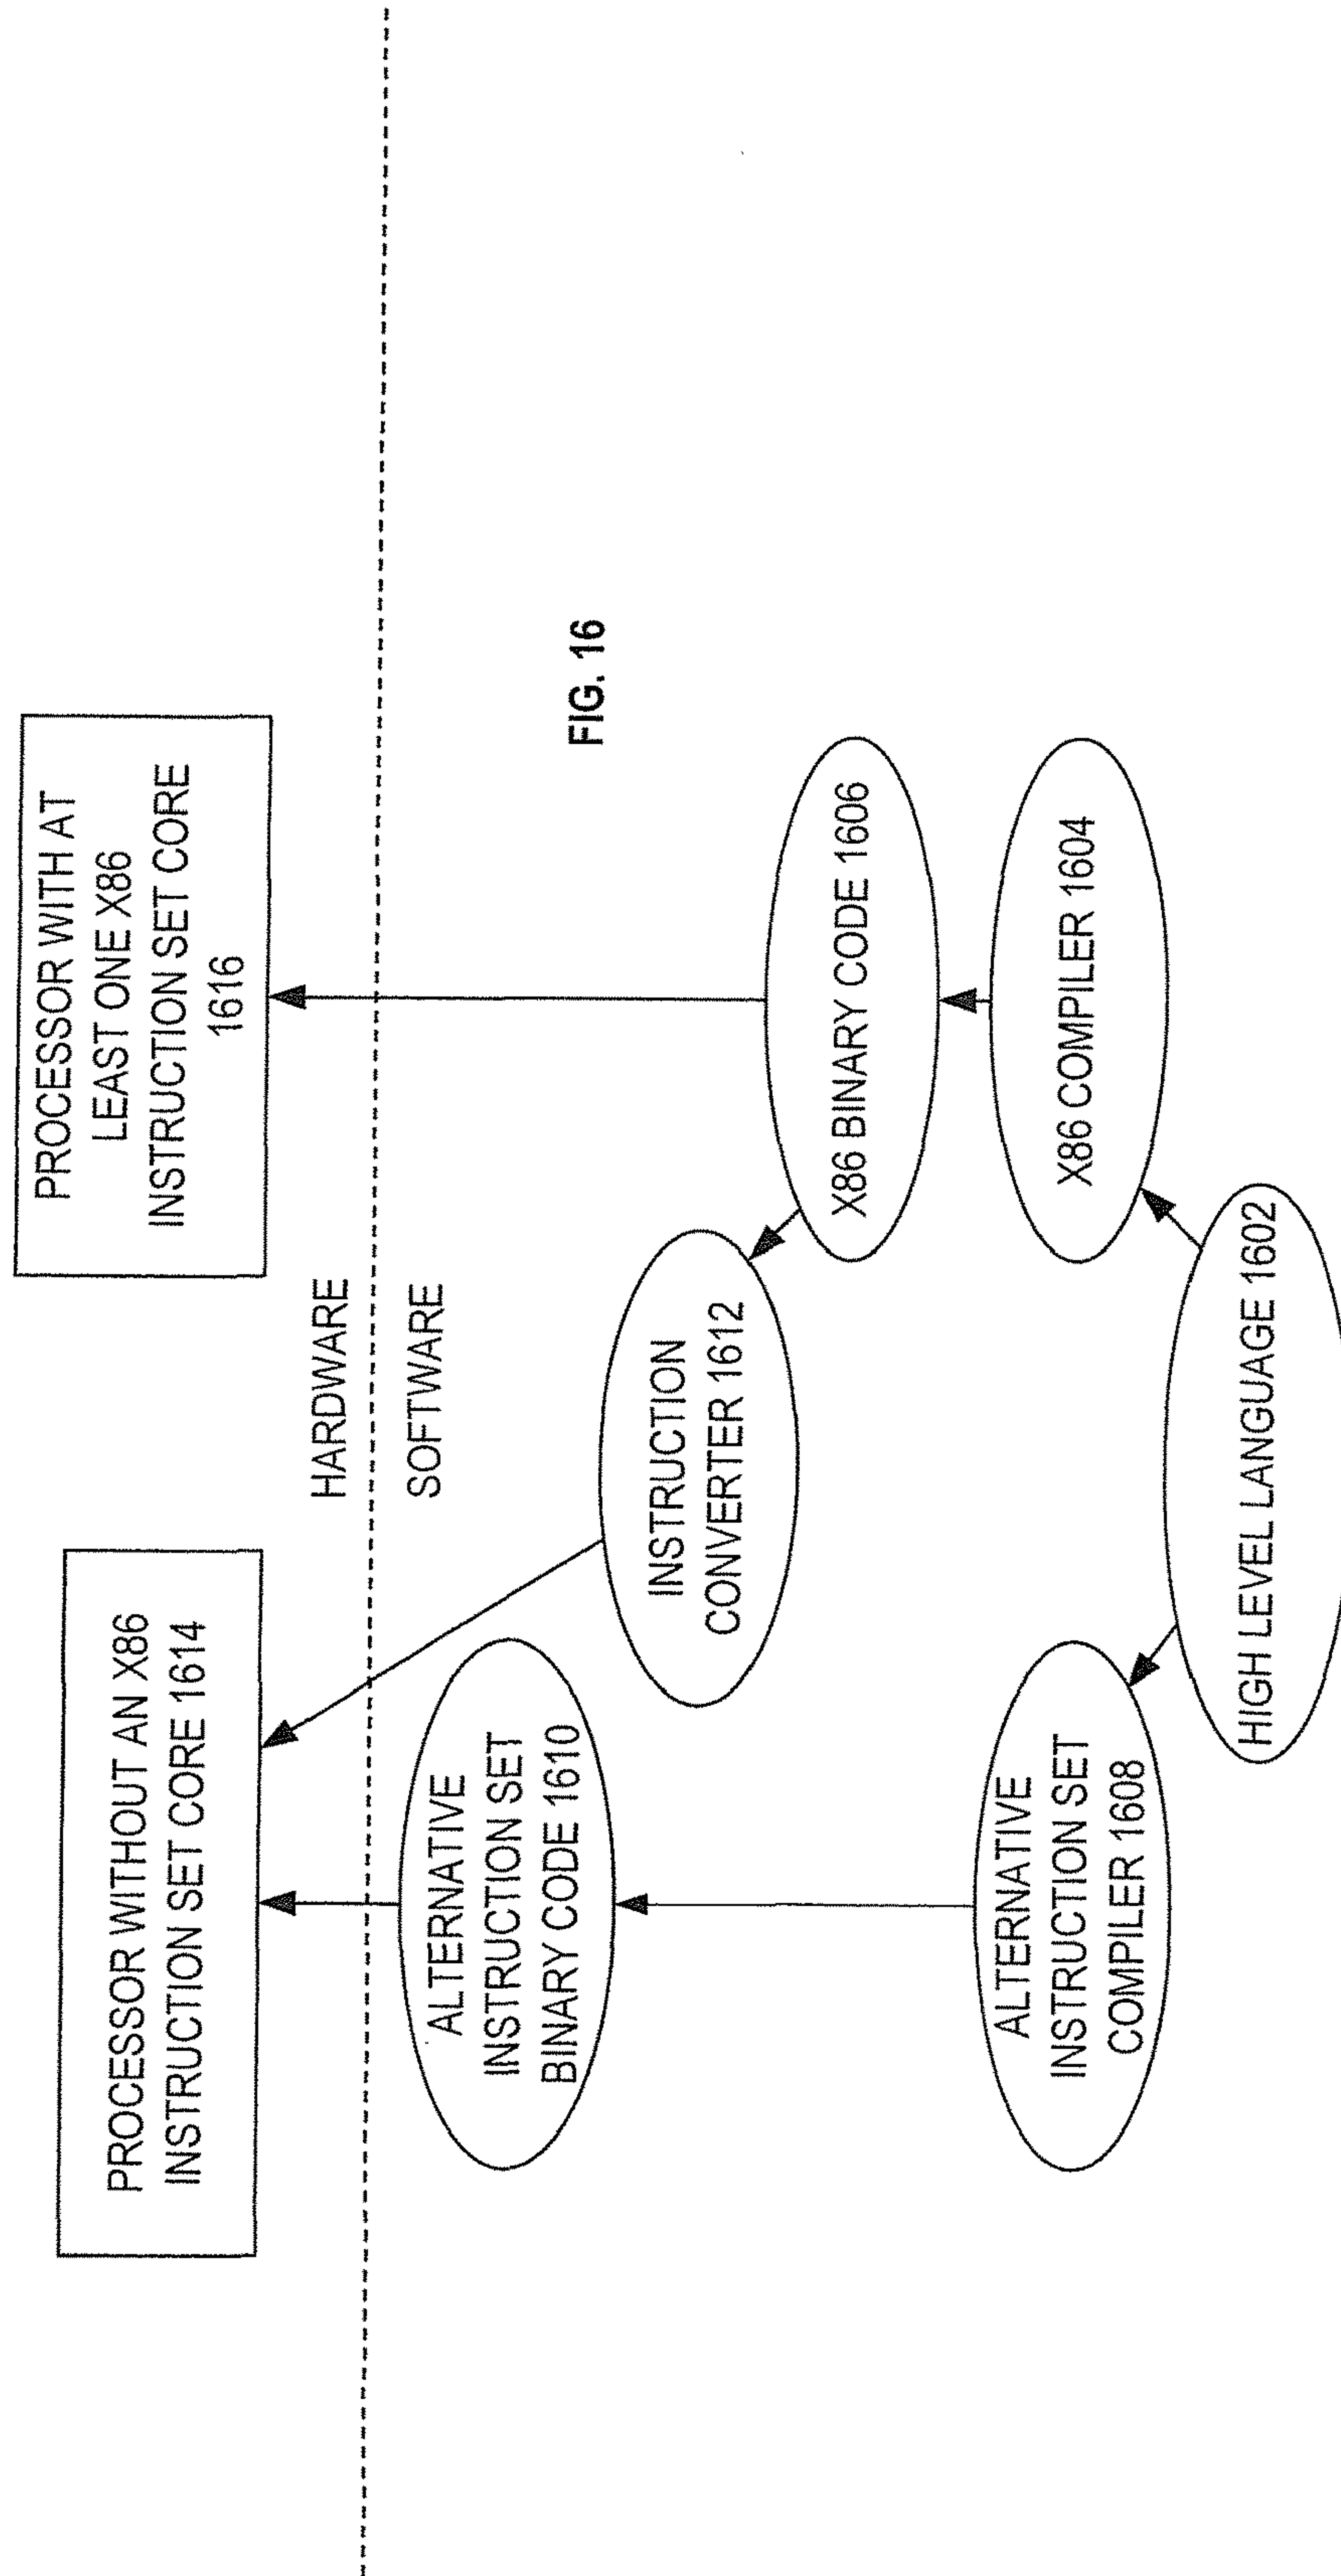 PROCESSOR WITHOUT AN X86
INSTRUCTION SET CORE 1614
PROCESSOR WITH AT
LEAST ONE X86
INSTRUCTION SET CORE
1616
HARDWARE
SOFTWARE
ALTERNATIVE
INSTRUCTION SET
BINARY CODE 1610
INSTRUCTION
CONVERTER 1612
FIG. 16
X86 BINARY CODE 1606
ALTERNATIVE
INSTRUCTION SET
COMPILER 1608
X86 COMPILER 1604
HIGH LEVEL LANGUAGE 1602